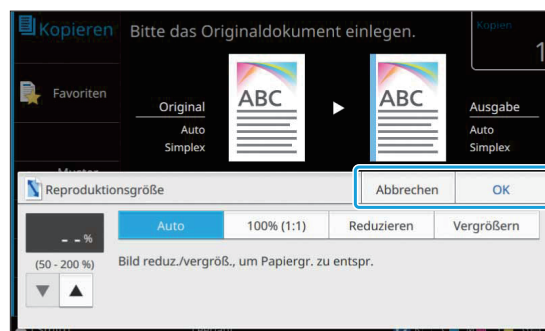 Kopieren
Bitte das Originaldokument einlegen.
Kopien
1
Favoriten
Original
Auto
Simplex
ABC
ABC
Ausgabe
Auto
Simplex
Reproduktionsgröße
Abbrechen
OK
- - %
(50 - 200 %)
Auto
100% (1:1)
Reduzieren
Vergrößern
Bild reduz./vergröß., um Papiergr. zu entspr.